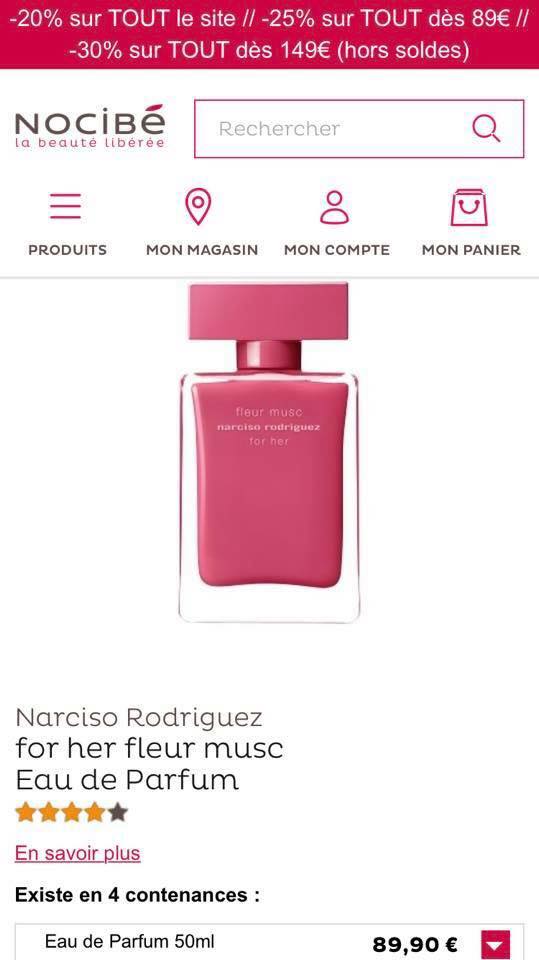 -20% sur TOUT le site // -25% sur TOUT dès 89€ //
-30% sur TOUT dès 149€ (hors soldes)
NOCIBÉ
la beauté libérée
Rechercher
PRODUITS MON MAGASIN MON COMPTE MON PANIER
fleur musc
narciso rodriguez
for her
Narciso Rodriguez
for her fleur musc
Eau de Parfum
En savoir plus
Existe en 4 contenances :
Eau de Parfum 50ml 89,90 €